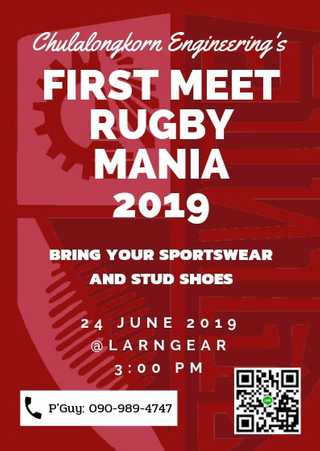 Chulalongkorn Engineering's
FIRST MEET
RUGBY
MANIA
2019
BRING YOUR SPORTSWEAR
AND STUD SHOES
24 JUNE 2019
@LARNGEAR
3:00 PM
P'Guy: 090-989-4747